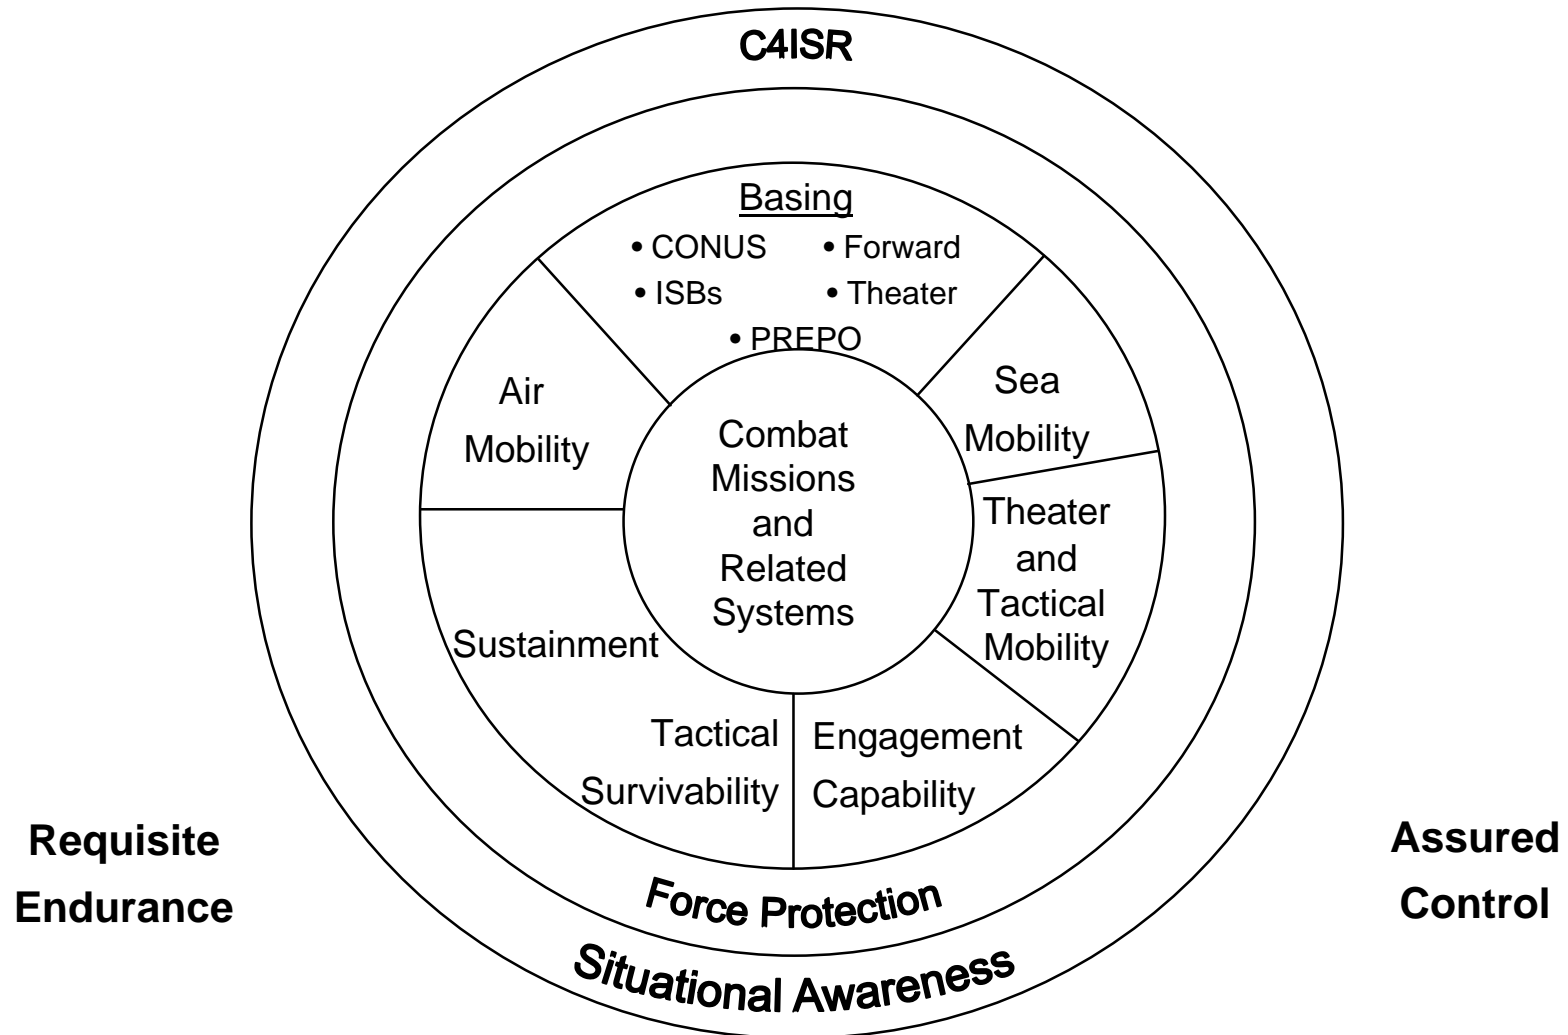 C4ISR
Basing
• CONUS
• Forward
• ISBs
• Theater
• PREPO
Air
Mobility
Sea
Mobility
Combat
Missions
and
Related
Systems
Theater
and
Tactical
Mobility
Sustainment
Tactical
Survivability
Engagement
Capability
Force Protection
Situational Awareness
Requisite
Endurance
Assured
Control